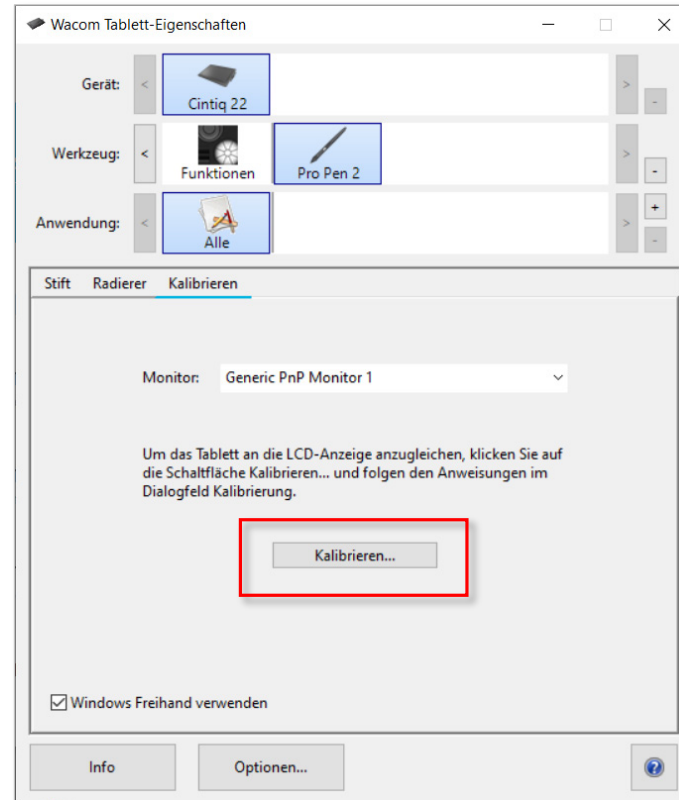 Wacom Tablett-Eigenschaften
Gerät:
<
Cintiq 22
>
-
Werkzeug:
<
Funktionen
Pro Pen 2
>
-
Anwendung:
<
Alle
>
+
-
Stift Radierer Kalibrieren
Monitor: Generic PnP Monitor 1
Um das Tablett an die LCD-Anzeige anzugleichen, klicken Sie auf
die Schaltfläche Kalibrieren... und folgen den Anweisungen im
Dialogfeld Kalibrierung.
Kalibrieren...
Windows Freihand verwenden
Info Optionen... ?